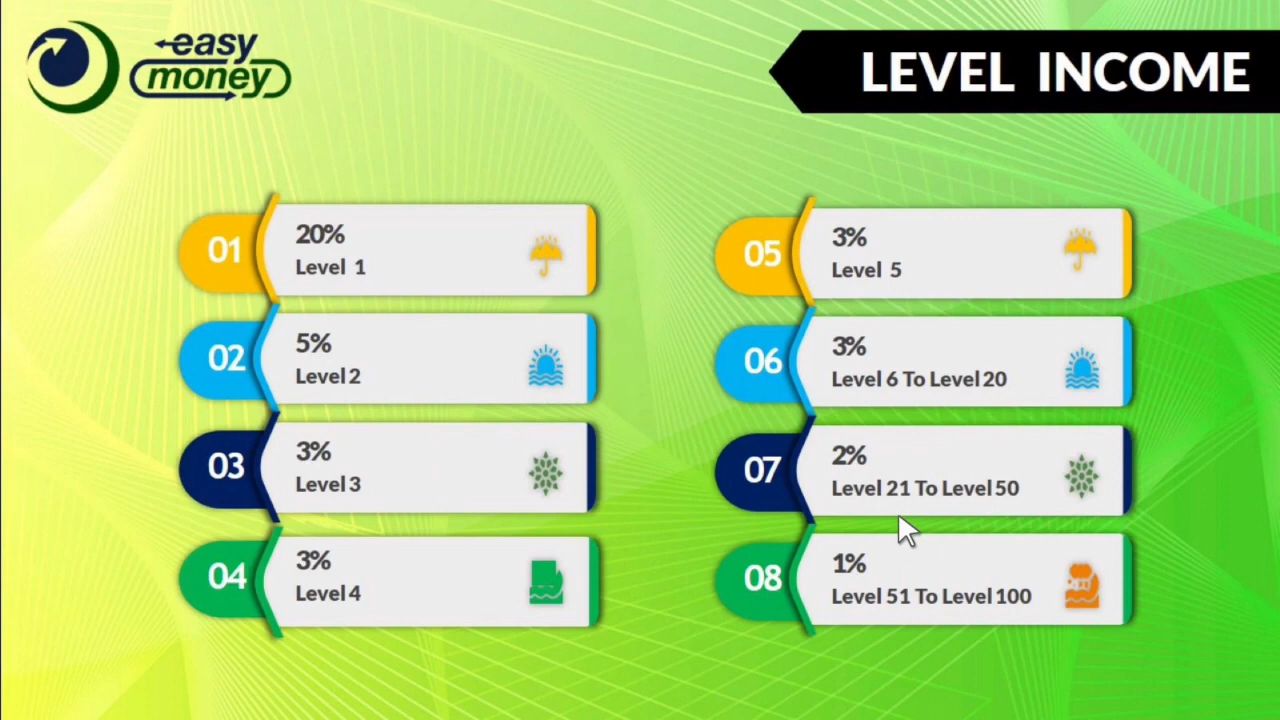 easy
money
LEVEL INCOME
01
20%
Level 1
02
5%
Level 2
03
3%
Level 3
04
3%
Level 4
05
3%
Level 5
06
3%
Level 6 To Level 20
07
2%
Level 21 To Level 50
08
1%
Level 51 To Level 100